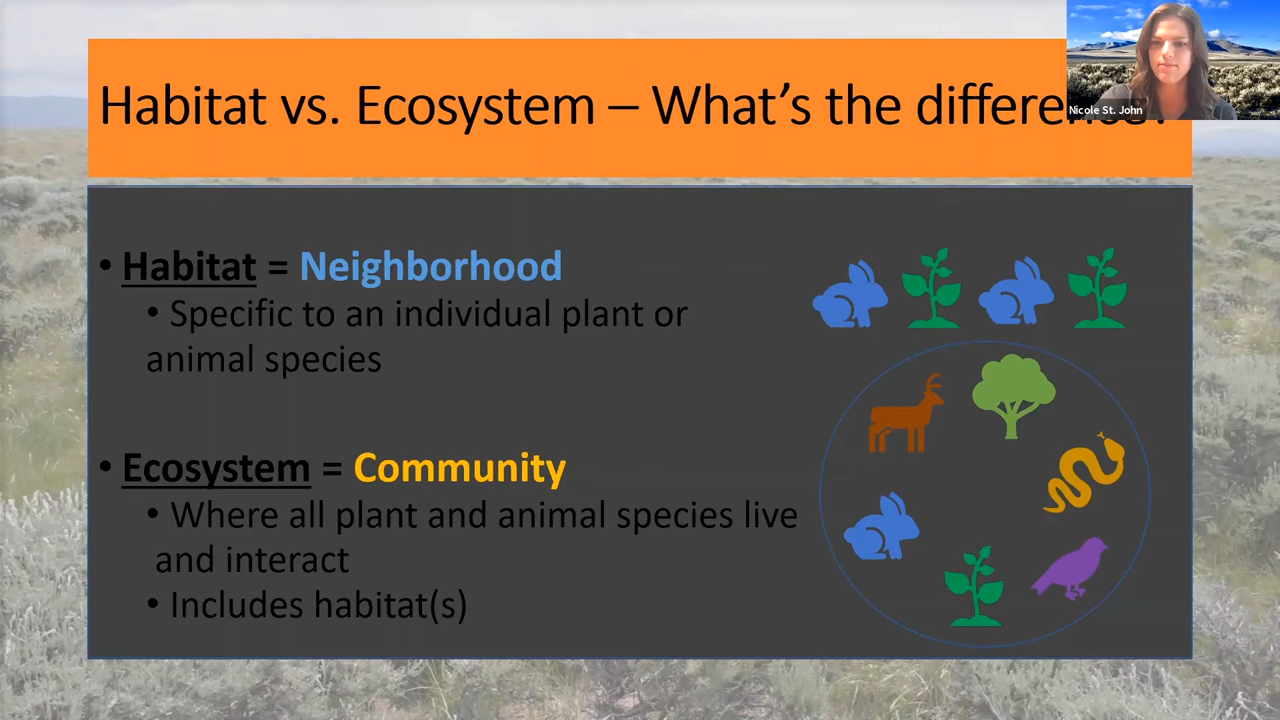 Habitat vs. Ecosystem – What's the
Nicole St. John
• Habitat = Neighborhood
• Specific to an individual plant or
animal species
• Ecosystem = Community
• Where all plant and animal species live
and interact
• Includes habitat(s)